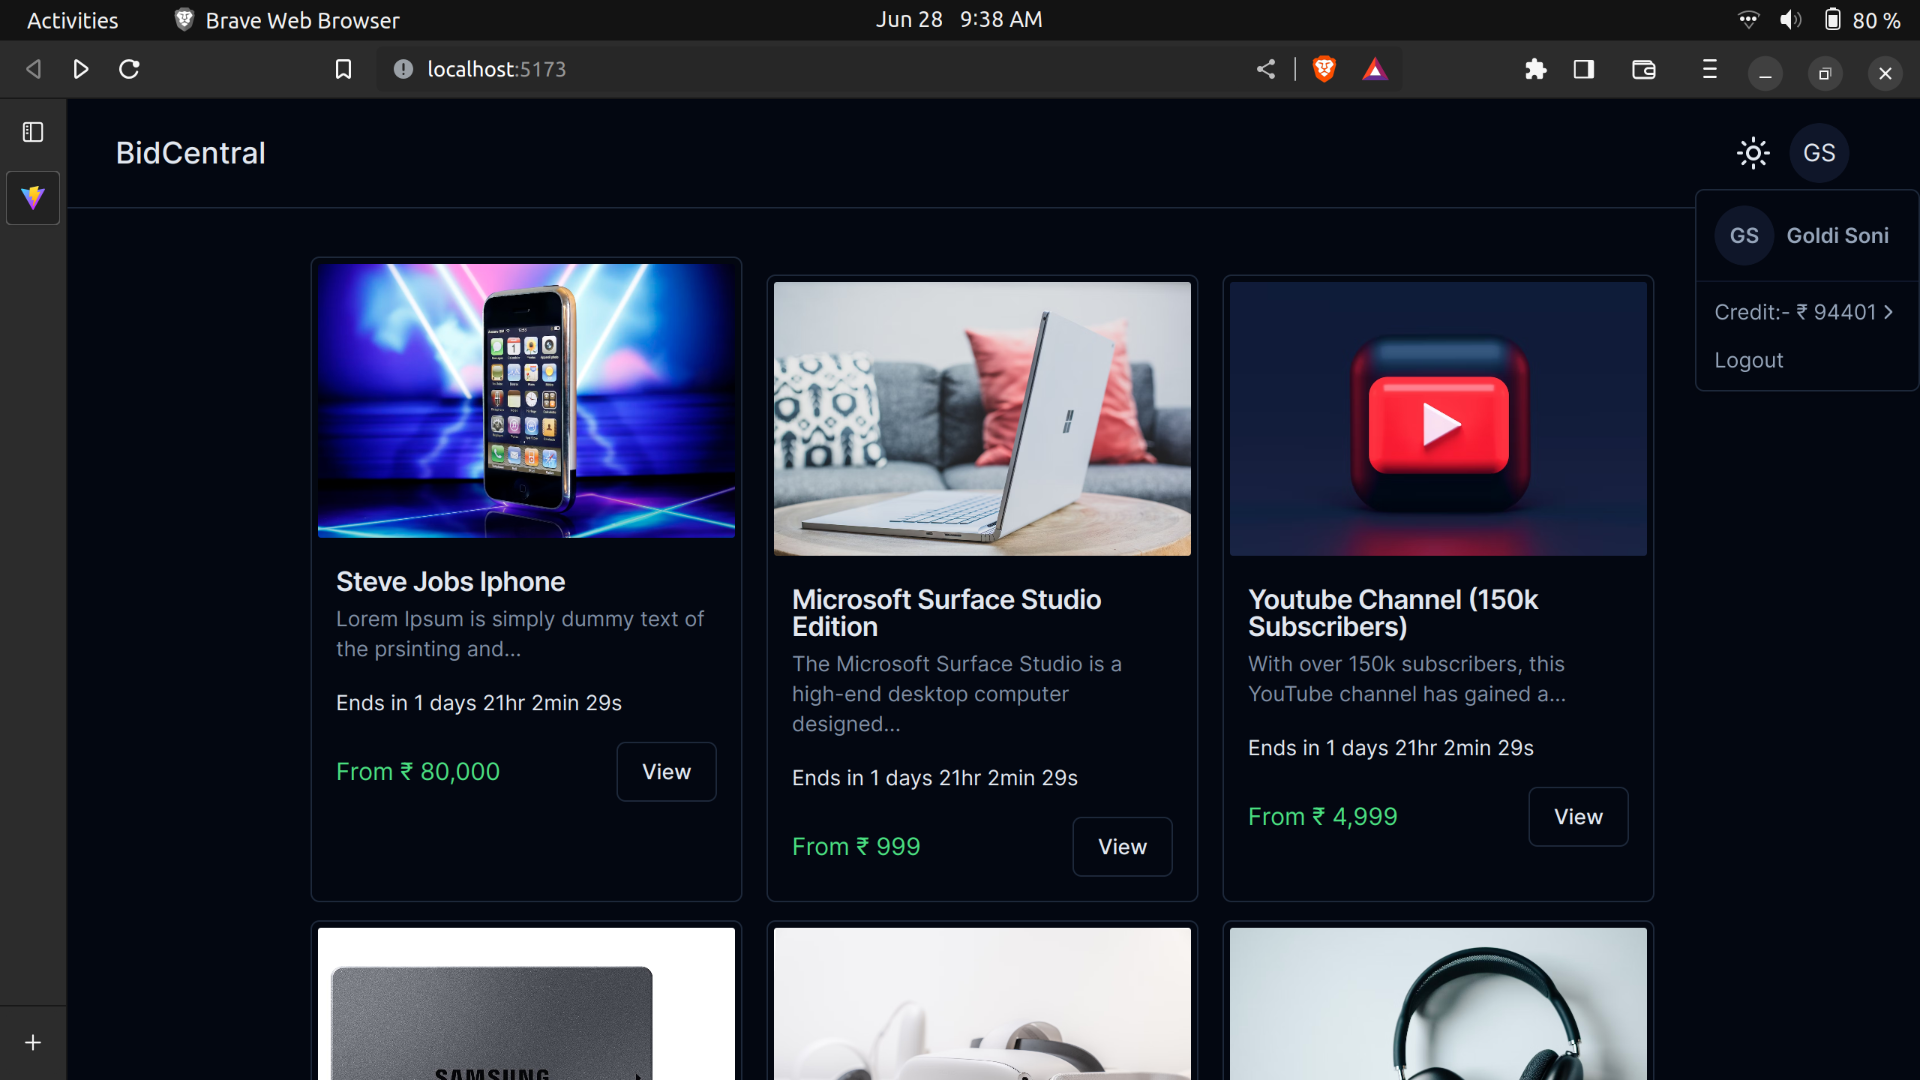 Activities
Brave Web Browser
Jun 28 9:38 AM
80 %
localhost:5173
BidCentral
GS
GS
Goldi Soni
Credit:- ₹ 94401
Logout
Steve Jobs Iphone
Lorem Ipsum is simply dummy text of
the prsinting and...
Ends in 1 days 21hr 2min 29s
From ₹ 80,000
View
Microsoft Surface Studio
Edition
The Microsoft Surface Studio is a
high-end desktop computer
designed...
Ends in 1 days 21hr 2min 29s
From ₹ 999
View
Youtube Channel (150k
Subscribers)
With over 150k subscribers, this
YouTube channel has gained a...
Ends in 1 days 21hr 2min 29s
From ₹ 4,999
View
SAMSUNG